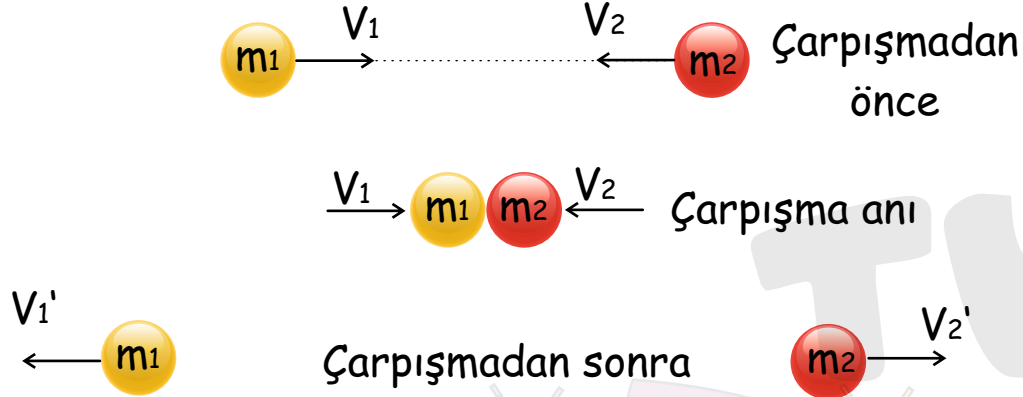 V1 V2
m1 m2 Çarpışmadan
önce
V1 m1 m2 V2 Çarpışma anı
V1' V2'
m1 Çarpışmadan sonra m2